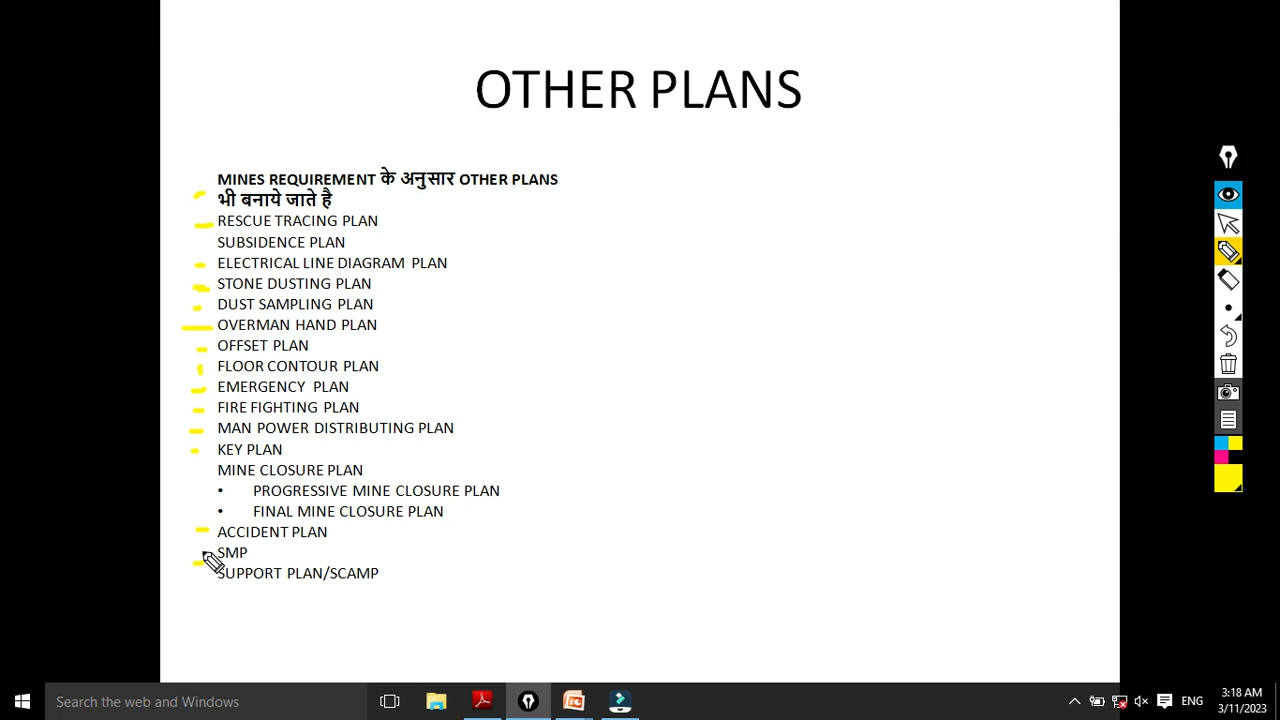 OTHER PLANS
MINES REQUIREMENT के अनुसार OTHER PLANS
भी बनाये जाते है
RESCUE TRACING PLAN
SUBSIDENCE PLAN
ELECTRICAL LINE DIAGRAM PLAN
STONE DUSTING PLAN
DUST SAMPLING PLAN
OVERMAN HAND PLAN
OFFSET PLAN
FLOOR CONTOUR PLAN
EMERGENCY PLAN
FIRE FIGHTING PLAN
MAN POWER DISTRIBUTING PLAN
KEY PLAN
MINE CLOSURE PLAN
• PROGRESSIVE MINE CLOSURE PLAN
• FINAL MINE CLOSURE PLAN
ACCIDENT PLAN
SMP
SUPPORT PLAN/SCAMP
Search the web and Windows
ENG
3:18 AM
3/11/2023